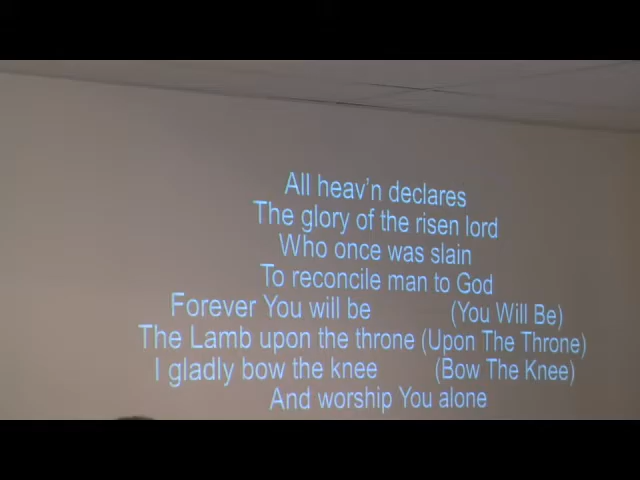 All heav'n declares
The glory of the risen lord
Who once was slain
To reconcile man to God
Forever You will be (You Will Be)
The Lamb upon the throne (Upon The Throne)
I gladly bow the knee (Bow The Knee)
And worship You alone